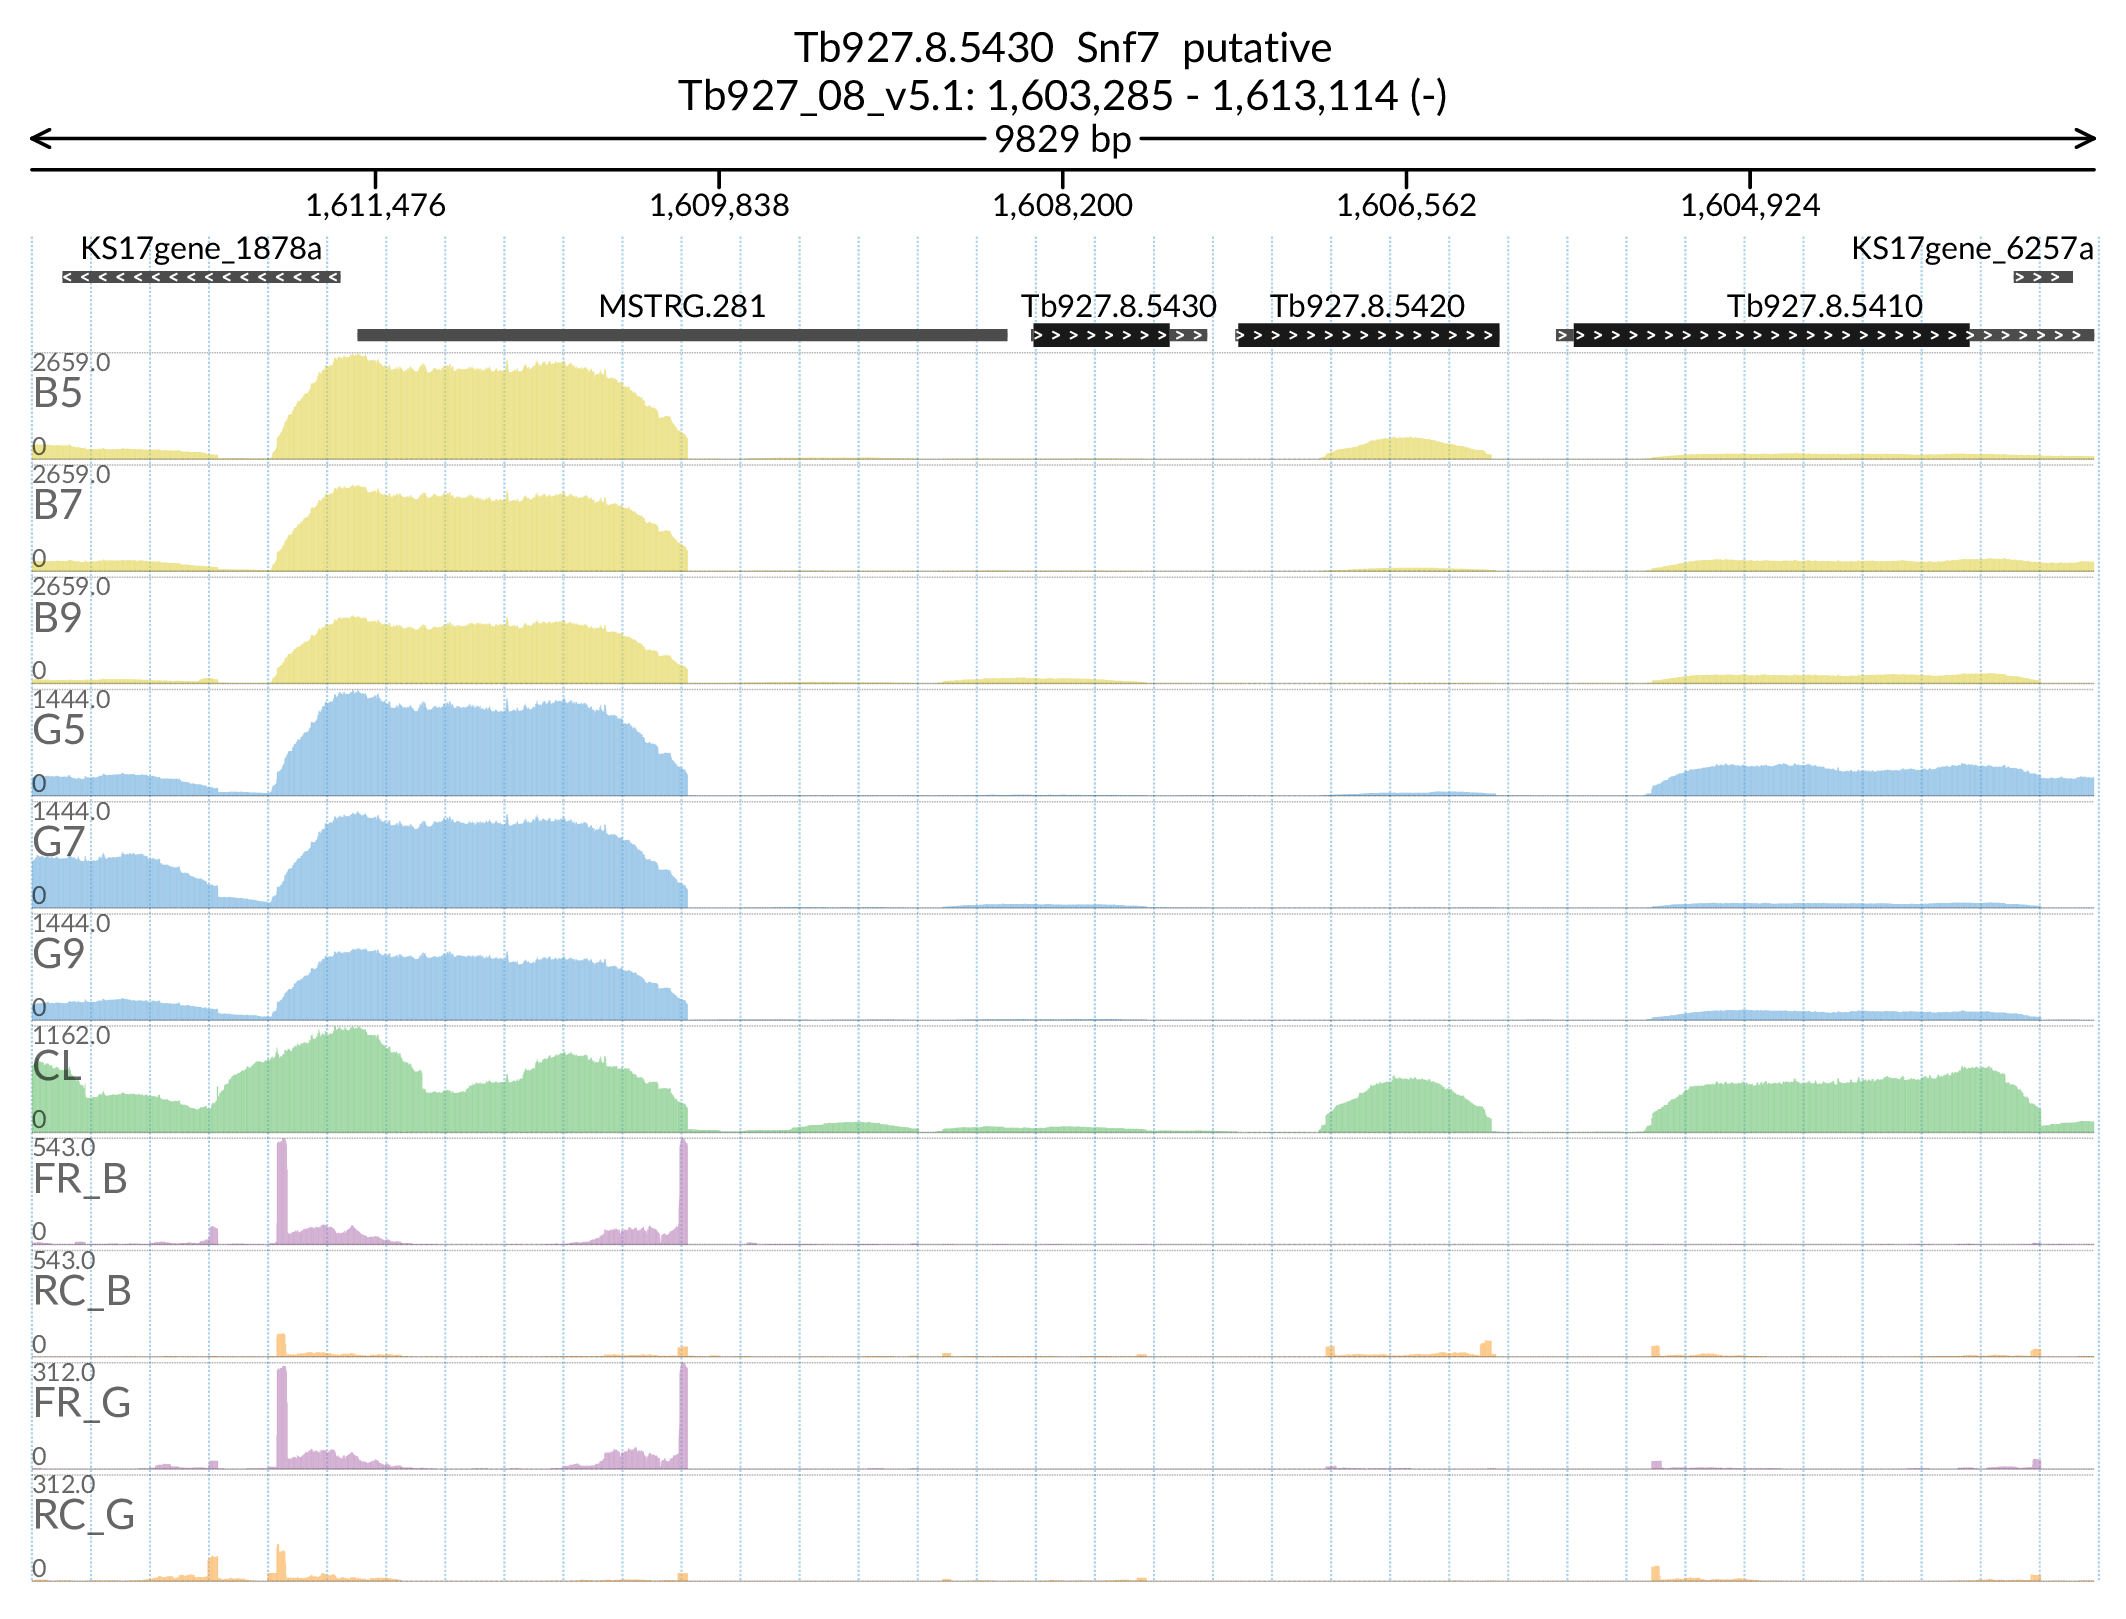 Tb927.8.5430 Snf7 putative
Tb927_08_v5.1: 1,603,285 - 1,613,114 (-)
9829 bp
1,611,476 1,609,838 1,608,200 1,606,562 1,604,924
KS17gene_1878a KS17gene_6257a
MSTRG.281 Tb927.8.5430 Tb927.8.5420 Tb927.8.5410
2659.0
B5
0
2659.0
B7
0
2659.0
B9
0
1444.0
G5
0
1444.0
G7
0
1444.0
G9
0
1162.0
CL
0
543.0
FR_B
0
543.0
RC_B
0
312.0
FR_G
0
312.0
RC_G
0